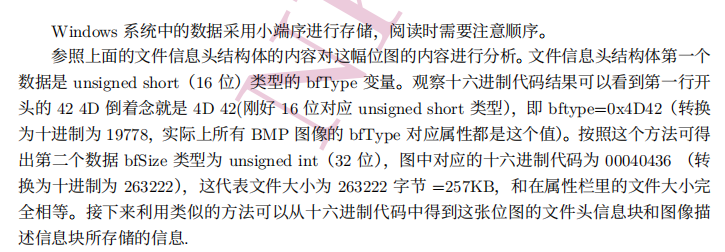 Windows 系统中的数据采用小端序进行存储，阅读时需要注意顺序。
参照上面的文件信息头结构体的内容对这幅位图的内容进行分析。文件信息头结构体第一个
数据是 unsigned short（16 位）类型的 bfType 变量。观察十六进制代码结果可以看到第一行开
头的 42 4D 倒着念就是 4D 42(刚好 16 位对应 unsigned short 类型)，即 bftype=0x4D42（转换
为十进制为 19778，实际上所有 BMP 图像的 bfType 对应属性都是这个值）。按照这个方法可得
出第二个数据 bfSize 类型为 unsigned int（32 位），图中对应的十六进制代码为 00040436 （转
换为十进制为 263222），这代表文件大小为 263222 字节 =257KB，和在属性栏里的文件大小完
全相等。接下来利用类似的方法可以从十六进制代码中得到这张位图的文件头信息块和图像描
述信息块所存储的信息.